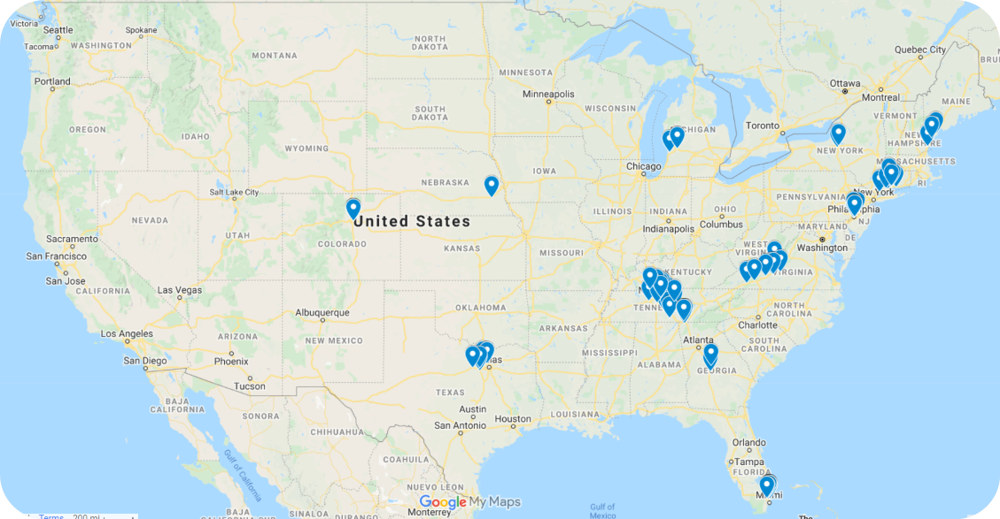 Victoria
Seattle
Tacoma
WASHINGTON
Spokane
MONTANA
NORTH
DAKOTA
MINNESOTA
Minneapolis
WISCONSIN
Quebec City
Ottawa
Montreal
MAINE
VERMONT
Toronto
NEW
HAMPSHIRE
NEW YORK
MASSACHUSETTS
RI
Portland
OREGON
IDAHO
WYOMING
SOUTH
DAKOTA
IOWA
Chicago
NEBRASKA
Salt Lake City
NEVADA
UTAH
COLORADO
United States
KANSAS
MISSOURI
ILLINOIS
INDIANA
Indianapolis
OHIO
Columbus
PENNSYLVANIA
New York
Philadelphia
NJ
MARYLAND
DE
Washington
WEST
VIRGINIA
KENTUCKY
Sacramento
San Francisco
San Jose
CALIFORNIA
Las Vegas
Los Angeles
San Diego
ARIZONA
Phoenix
Tucson
Albuquerque
NEW MEXICO
OKLAHOMA
ARKANSAS
NORTH
CAROLINA
Charlotte
SOUTH
CAROLINA
Atlanta
GEORGIA
ALABAMA
MISSISSIPPI
LOUISIANA
TEXAS
Austin
San Antonio
Houston
BAJA
CALIFORNIA
SONORA
CHIHUAHUA
COAHUILA
NUEVO LEON
Monterrey
Gulf of
California
BAJA
SINALOA
DURANGO
Orlando
Tampa
FLORIDA
Gulf of
Mexico
The
Google My Maps
Terms
200 mi